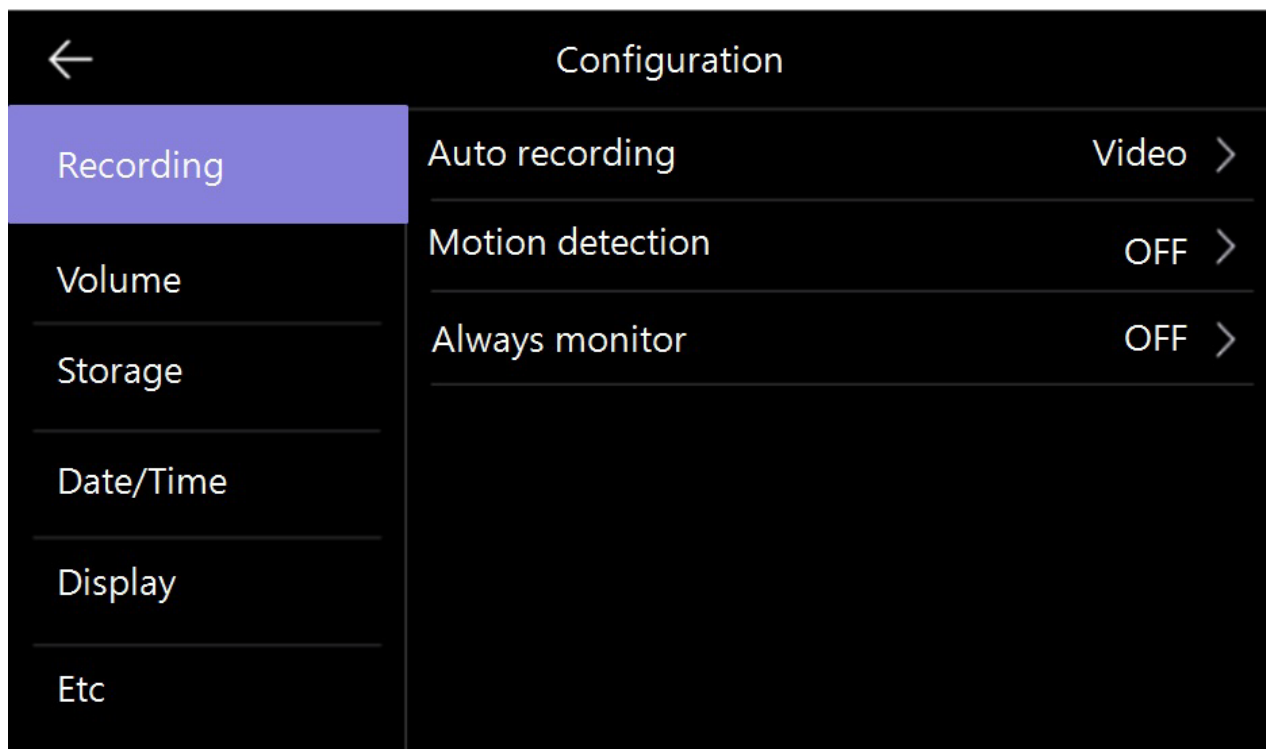 Configuration
Recording
Volume
Storage
Date/Time
Display
Etc
Auto recording Video
Motion detection OFF
Always monitor OFF